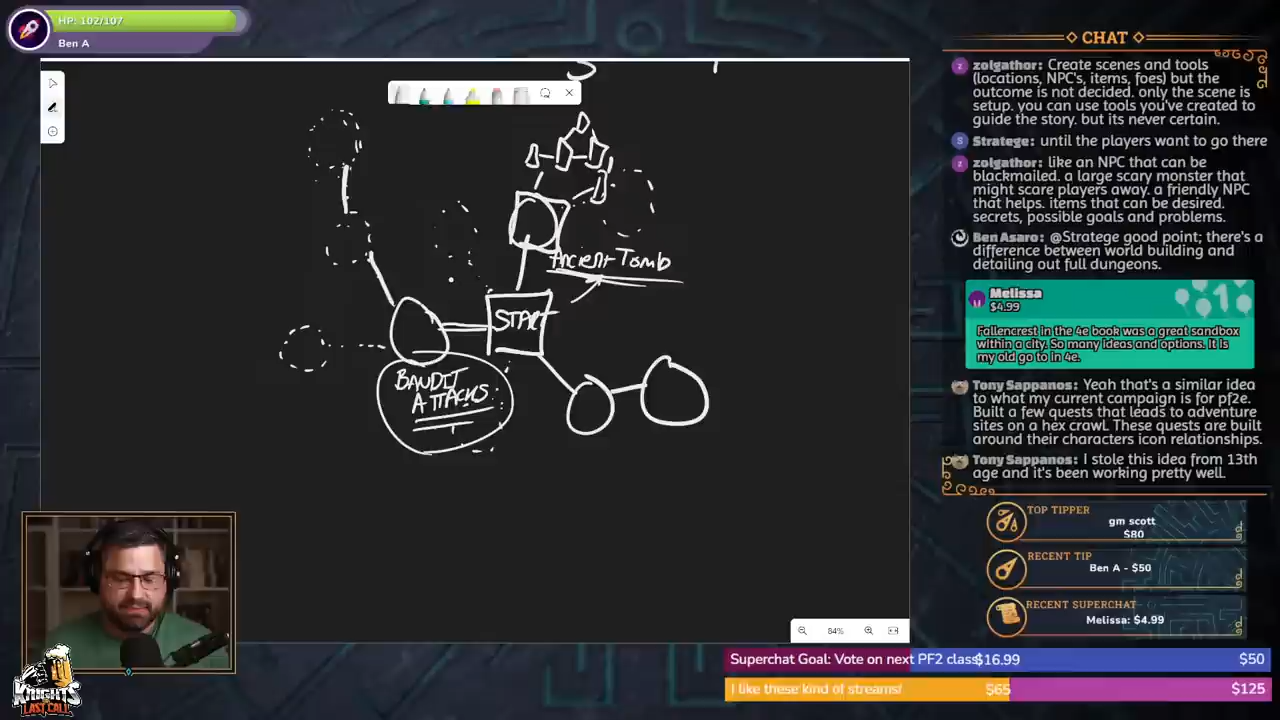 HP: 102/107
Ben A
Ancient Tomb
START
BANDIT
ATTACKS
84%
CHAT
zolgathor: Create scenes and tools
(locations, NPC's, items, foes) but the
outcome is not decided. only the scene is
setup. you can use tools you've created to
guide the story. but its never certain.
S Stratege: until the players want to go there
zolgathor: like an NPC that can be
blackmailed. a large scary monster that
might scare players away. a friendly NPC
that helps. items that can be desired.
secrets, possible goals and problems.
Ben Asaro: @Stratege good point; there's a
difference between world building and
detailing out full dungeons.
Melissa
$4.99
Fallencrest in the 4e book was a great sandbox
within a city. So many ideas and options. It is
my old go to in 4e.
Tony Sappanos: Yeah that's a similar idea
to what my current campaign is for pf2e.
Built a few quests that leads to adventure
sites on a hex crawl. These quests are built
around their characters icon relationships.
Tony Sappanos: I stole this idea from 13th
age and it's been working pretty well.
TOP TIPPER
gm scott
$80
RECENT TIP
Ben A - $50
RECENT SUPERCHAT
Melissa: $4.99
Superchat Goal: Vote on next PF2 class $16.99 $50
I like these kind of streams! $65 $125
KNIGHTS
OF LAST CALL